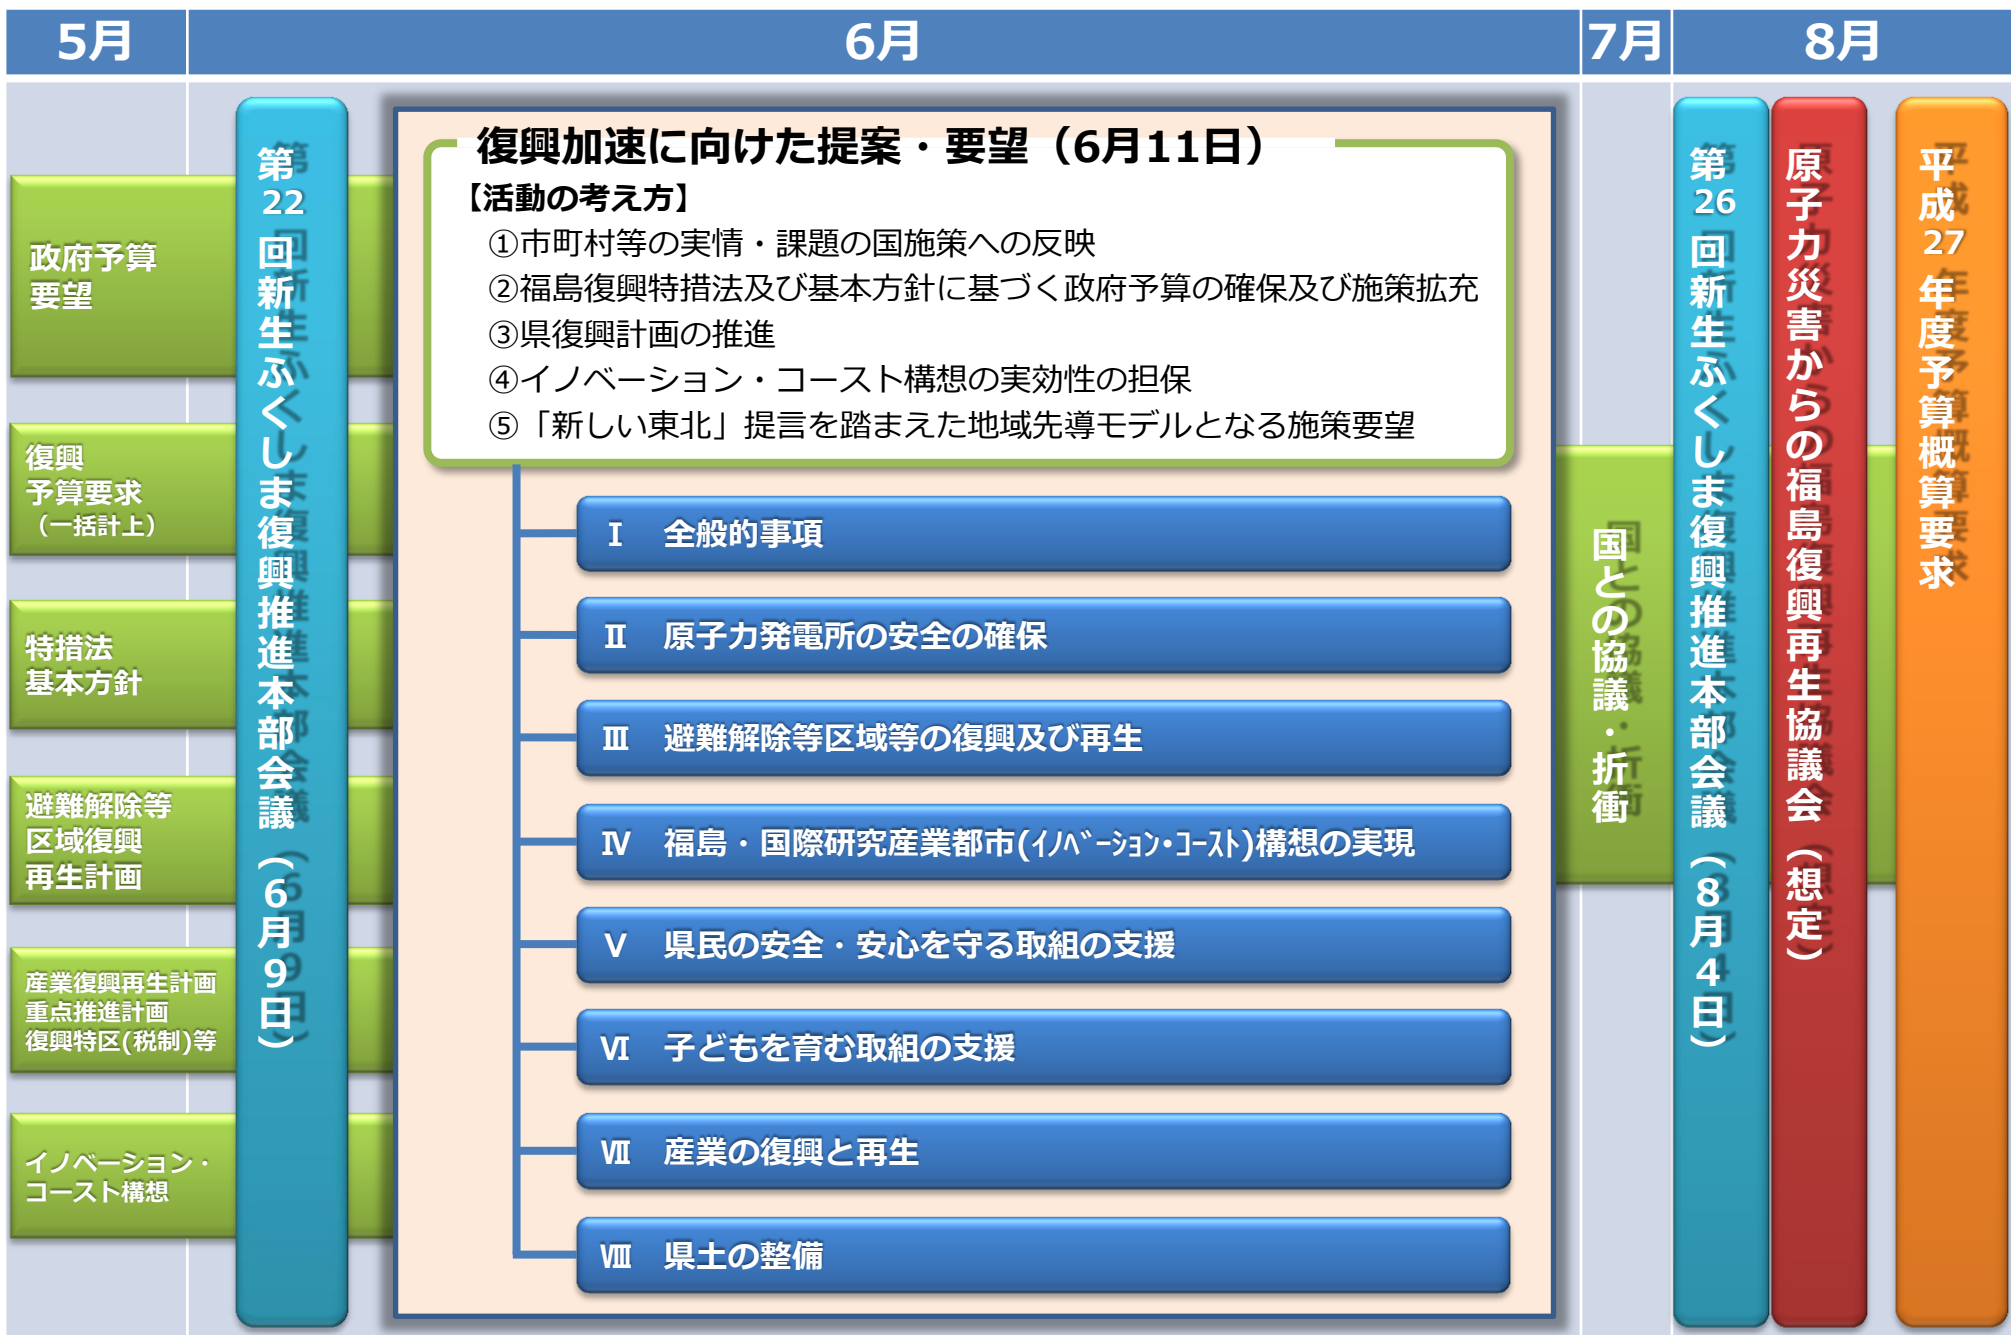 5月
6月
7月
8月
政府予算
要望
復興
予算要求
（一括計上）
特措法
基本方針
避難解除等
区域復興
再生計画
産業復興再生計画
重点推進計画
復興特区(税制)等
イノベーション・
コースト構想
第22回新生ふくしま復興推進本部会議（6月9日）
復興加速に向けた提案・要望（6月11日）
【活動の考え方】
①市町村等の実情・課題の国施策への反映
②福島復興特措法及び基本方針に基づく政府予算の確保及び施策拡充
③県復興計画の推進
④イノベーション・コースト構想の実効性の担保
⑤「新しい東北」提言を踏まえた地域先導モデルとなる施策要望
Ⅰ　全般的事項
Ⅱ　原子力発電所の安全の確保
Ⅲ　避難解除等区域等の復興及び再生
Ⅳ　福島・国際研究産業都市(ｲﾉﾍﾞｰｼｮﾝ・ｺｰｽﾄ)構想の実現
Ⅴ　県民の安全・安心を守る取組の支援
Ⅵ　子どもを育む取組の支援
Ⅶ　産業の復興と再生
Ⅷ　県土の整備
国との協議・折衝
第26回新生ふくしま復興推進本部会議（8月4日）
原子力災害からの福島復興再生協議会（想定）
平成27年度予算概算要求